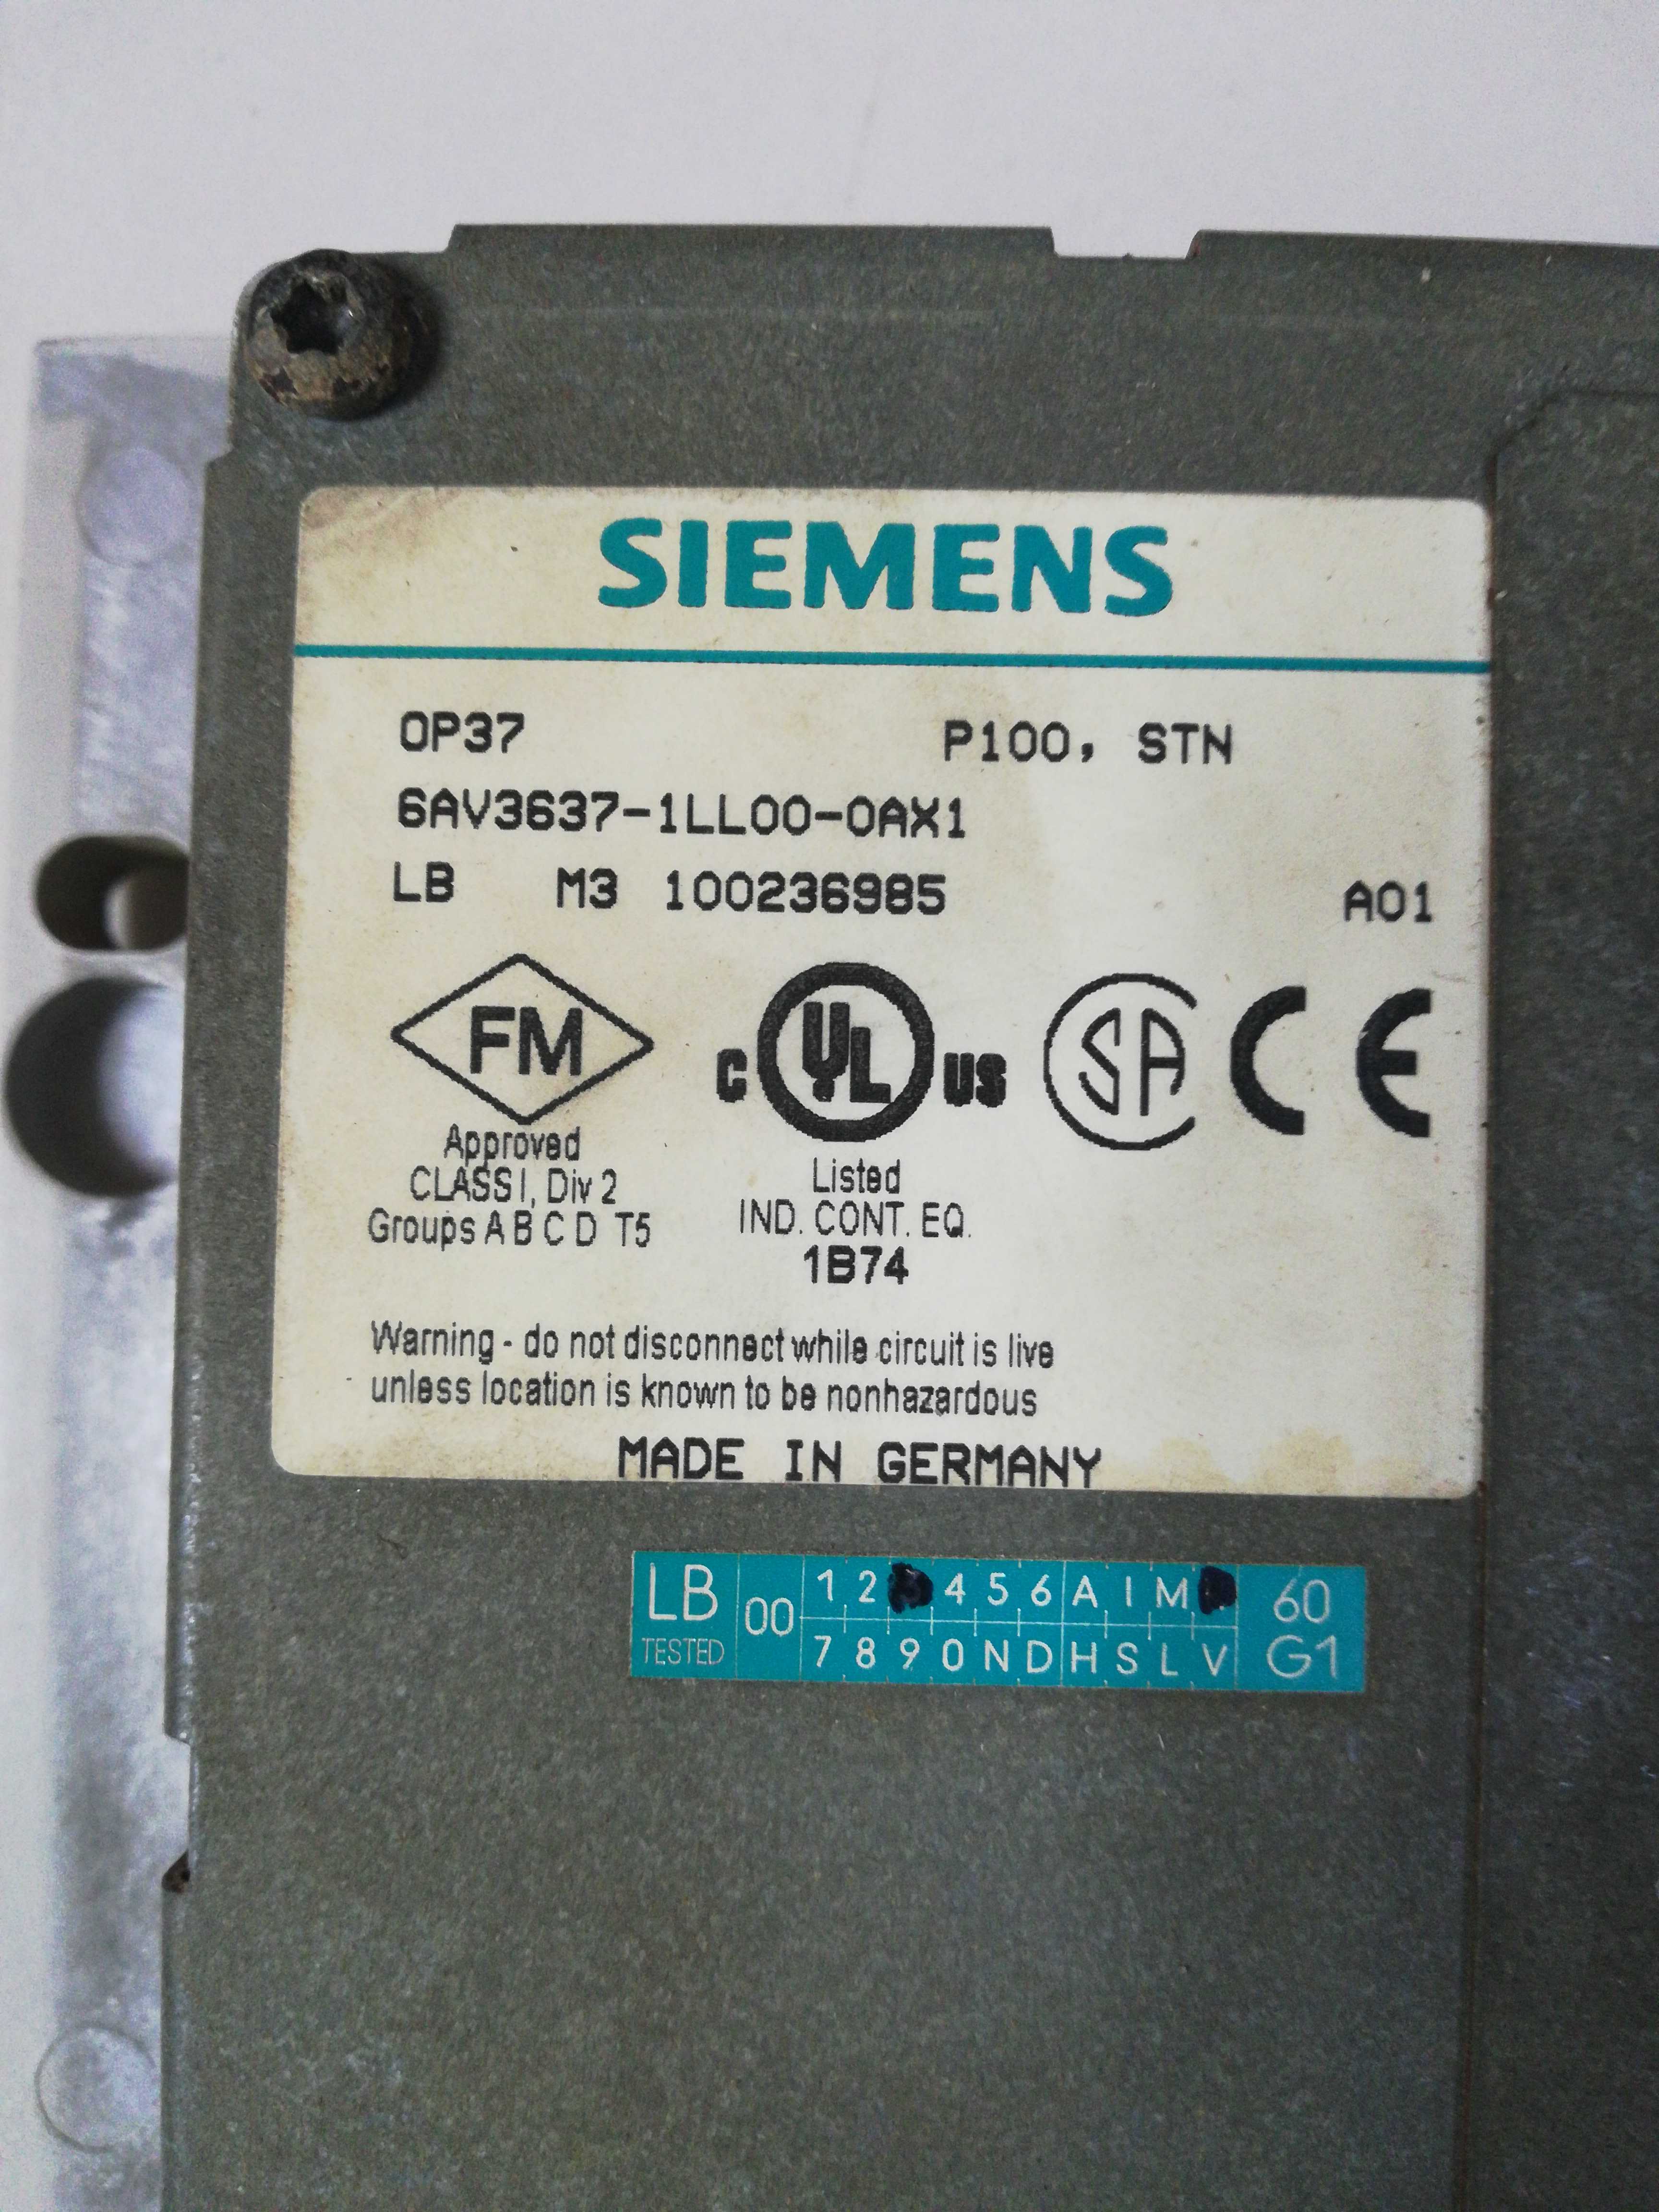 SIEMENS
OP37 P100, STN
6AV3637-1LL00-0AX1
LB M3 100236985 A01
FM c UL us SA CE
Approved
CLASS I, Div 2
Groups A B C D T5
Listed
IND. CONT. EQ.
1B74
Warning - do not disconnect while circuit is live
unless location is known to be nonhazardous
MADE IN GERMANY
LB 00 1 2 4 5 6 A I M 60
TESTED 7 8 9 0 N D H S L V G1